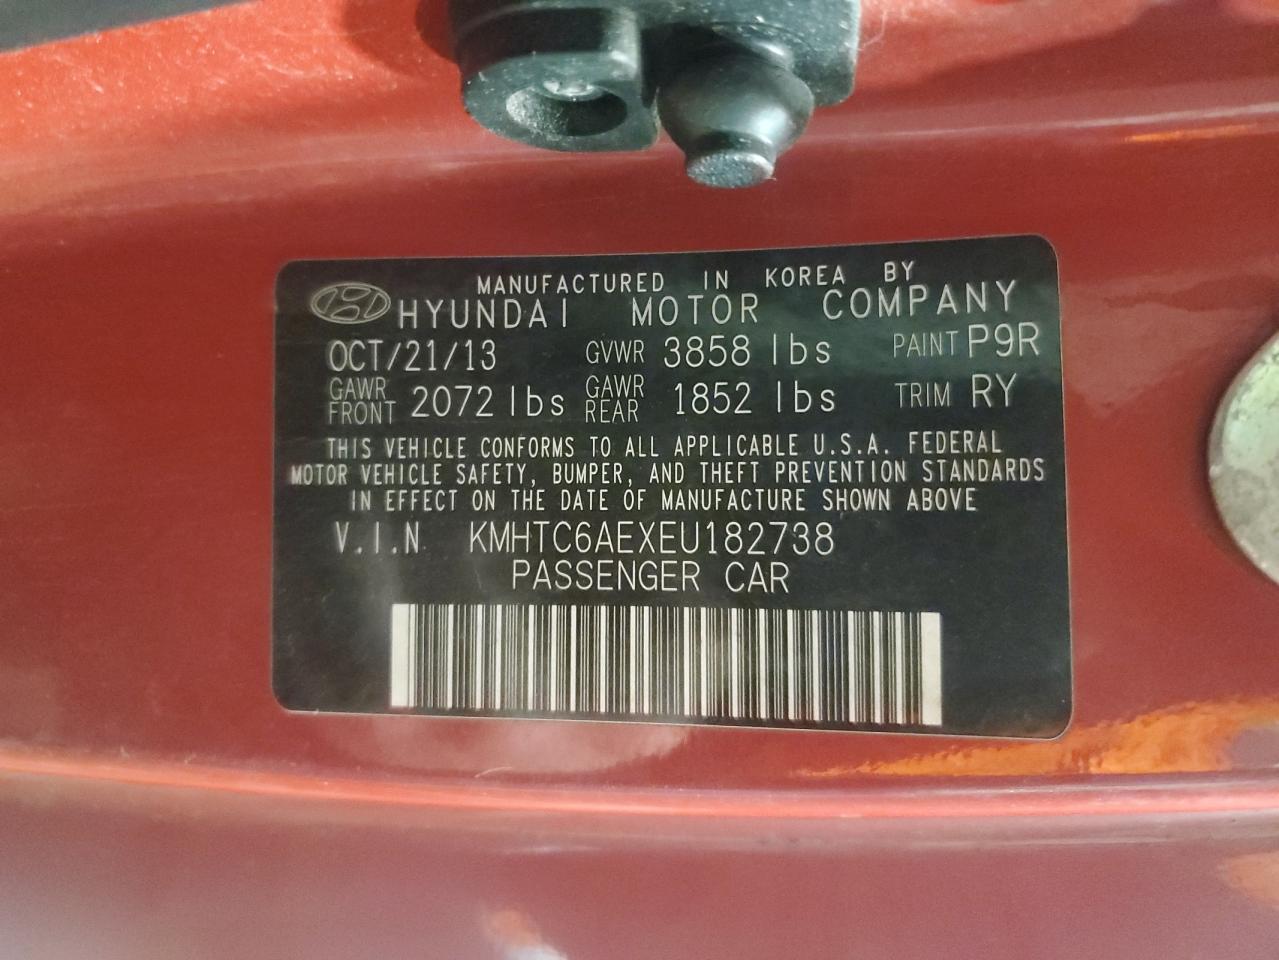 MANUFACTURED IN KOREA BY
HYUNDAI MOTOR COMPANY
OCT/21/13 GVWR 3858 lbs PAINT P9R
GAWR FRONT 2072 lbs GAWR REAR 1852 lbs TRIM RY
THIS VEHICLE CONFORMS TO ALL APPLICABLE U.S.A. FEDERAL
MOTOR VEHICLE SAFETY, BUMPER, AND THEFT PREVENTION STANDARDS
IN EFFECT ON THE DATE OF MANUFACTURE SHOWN ABOVE
V.I.N KMHTC6AEXEU182738
PASSENGER CAR